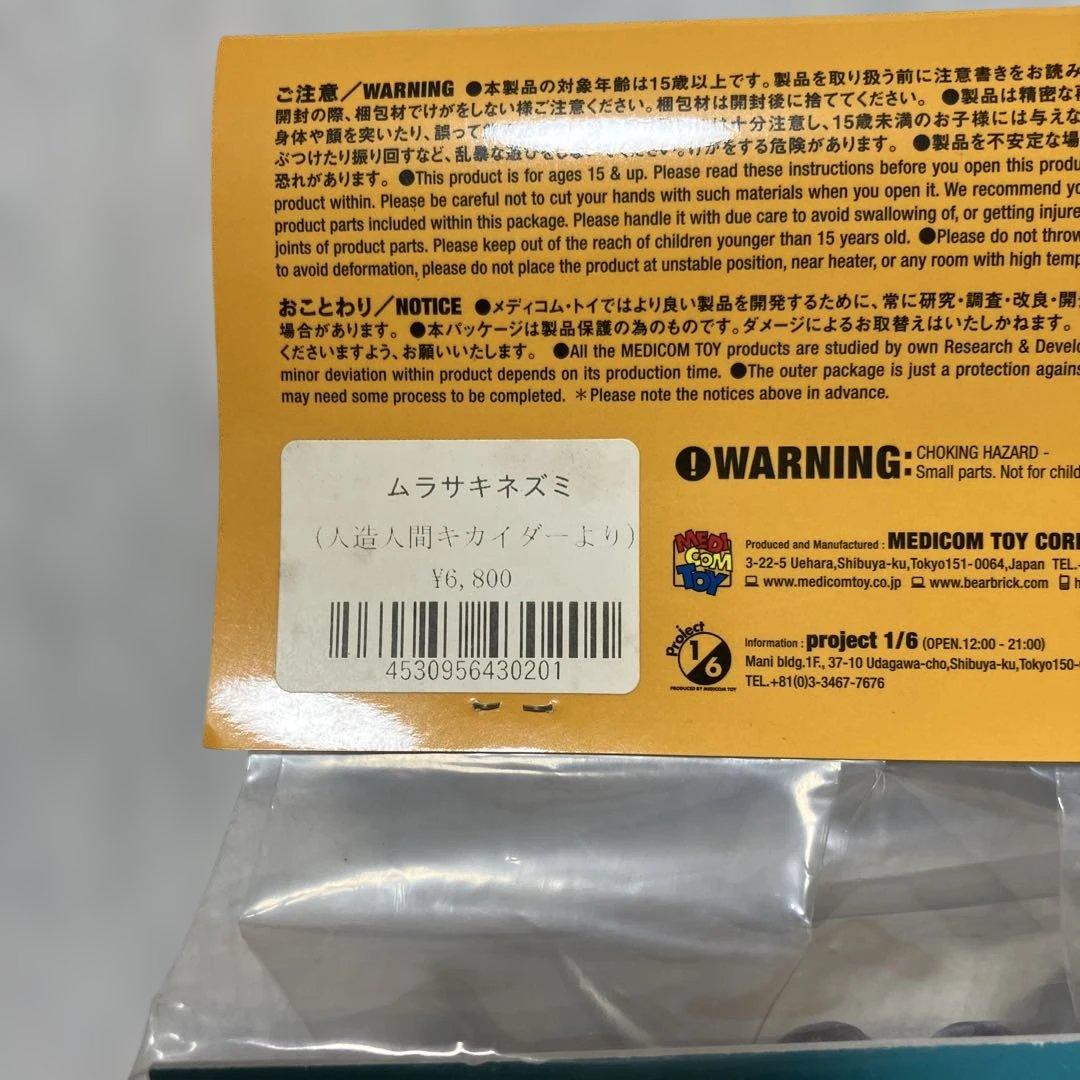 ご注意/WARNING ●本製品の対象年齢は15歳以上です。製品を取り扱う前に注意書きをお読み
開封の際、梱包材でけがをしない様ご注意ください。梱包材は開封後に捨ててください。 ●製品は精密な
身体や顔を突いたり、誤って は十分注意し、15歳未満のお子様には与えな
ぶつけたり振り回すなど、乱暴な遊びをしないでください。けがをする危険があります。 ●製品を不安定な場
恐れがあります。 ●This product is for ages 15 & up. Please read these instructions before you open this produ
product within. Please be careful not to cut your hands with such materials when you open it. We recommend yo
product parts included within this package. Please handle it with due care to avoid swallowing of, or getting injure
joints of product parts. Please keep out of the reach of children younger than 15 years old. ●Please do not throw
to avoid deformation, please do not place the product at unstable position, near heater, or any room with high temp
おことわり/NOTICE ●メディコム・トイではより良い製品を開発するために、常に研究・調査・改良・開
場合があります。 ●本パッケージは製品保護の為のものです。ダメージによるお取替えはいたしかねます。
くださいますよう、お願いいたします。 ●All the MEDICOM TOY products are studied by own Research & Develo
minor deviation within product depends on its production time. ●The outer package is just a protection agains
may need some process to be completed. ＊Please note the notices above in advance.
ムラサキネズミ
(人造人間キカイダーより)
¥6,800
4530956430201
!WARNING: CHOKING HAZARD -
Small parts. Not for child
MEDI COM TOY
Produced and Manufactured : MEDICOM TOY CORP
3-22-5 Uehara,Shibuya-ku,Tokyo151-0064,Japan TEL.
www.medicomtoy.co.jp www.bearbrick.com h
Project 1/6
PRODUCED BY MEDICOM TOY
Information : project 1/6 (OPEN.12:00 - 21:00)
Mani bldg.1F., 37-10 Udagawa-cho,Shibuya-ku,Tokyo150-
TEL.+81(0)3-3467-7676